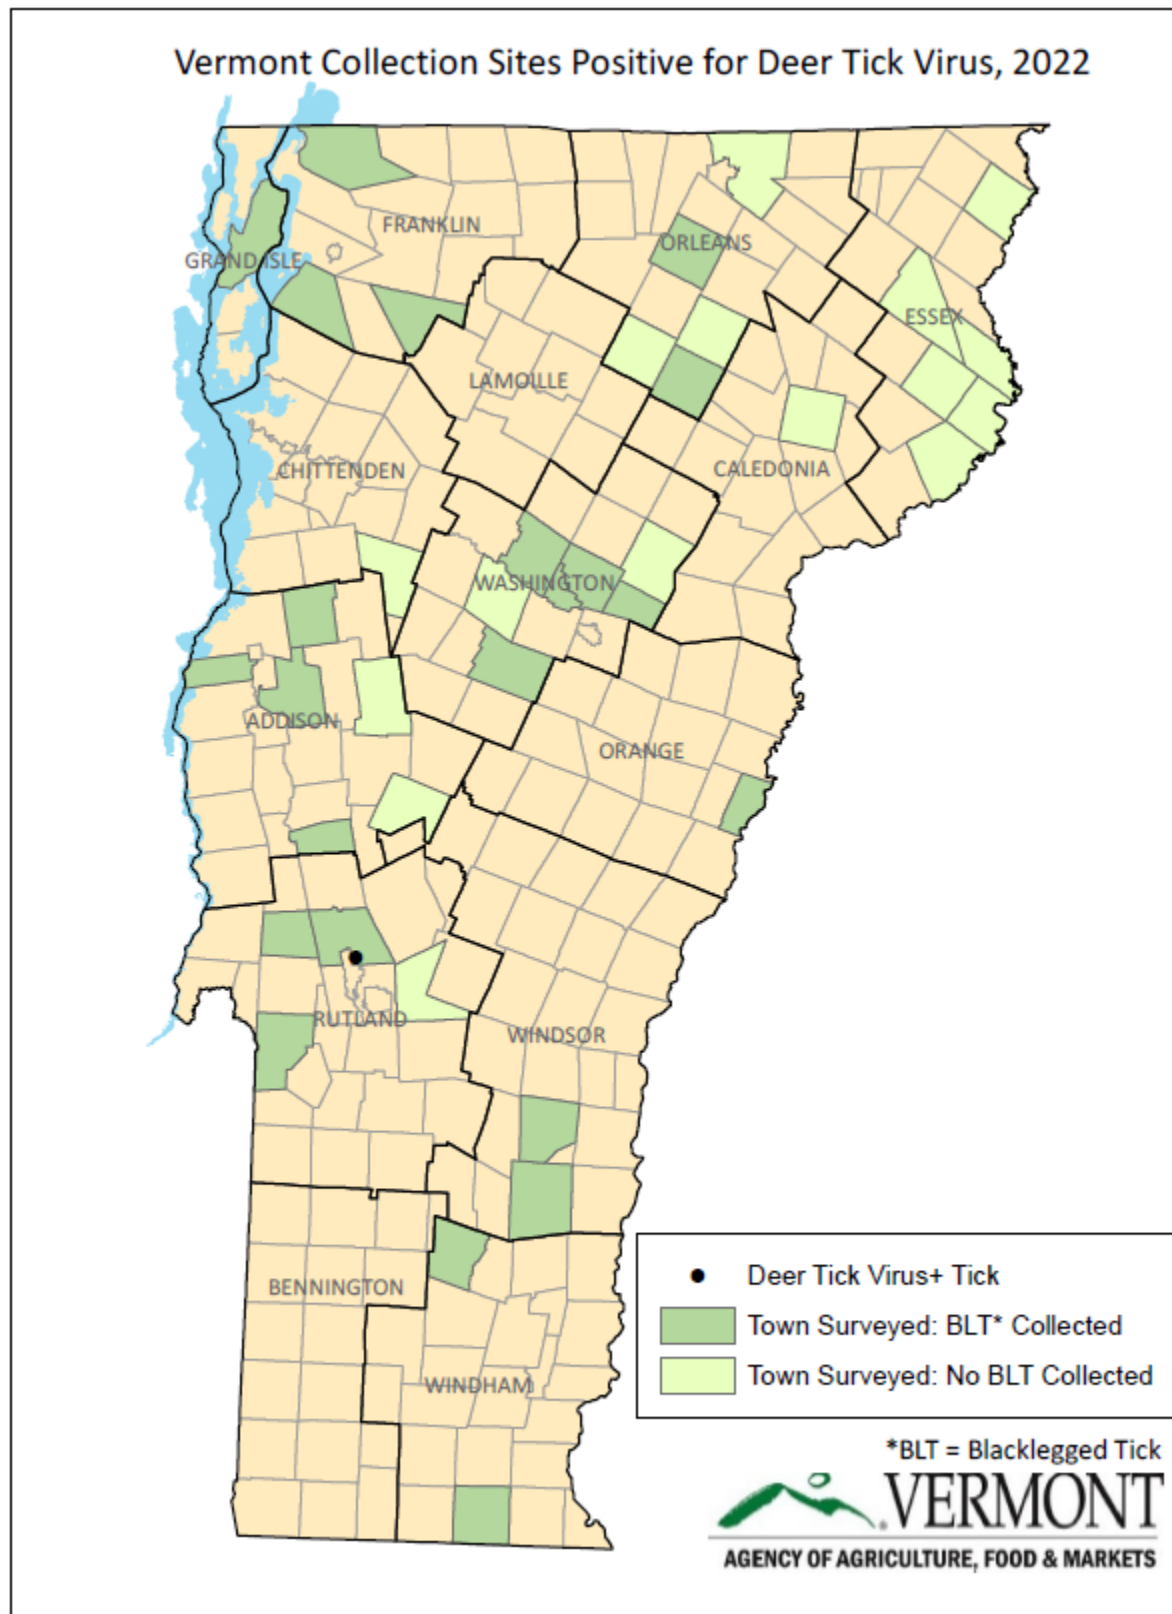 Vermont Collection Sites Positive for Deer Tick Virus, 2022
FRANKLIN
ORLEANS
GRAND ISLE
ESSEX
LAMOILLE
CHITTENDEN
CALEDONIA
WASHINGTON
ADDISON
ORANGE
RUTLAND
WINDSOR
BENNINGTON
WINDHAM
Deer Tick Virus+ Tick
Town Surveyed: BLT* Collected
Town Surveyed: No BLT Collected
*BLT = Blacklegged Tick
VERMONT
AGENCY OF AGRICULTURE, FOOD & MARKETS